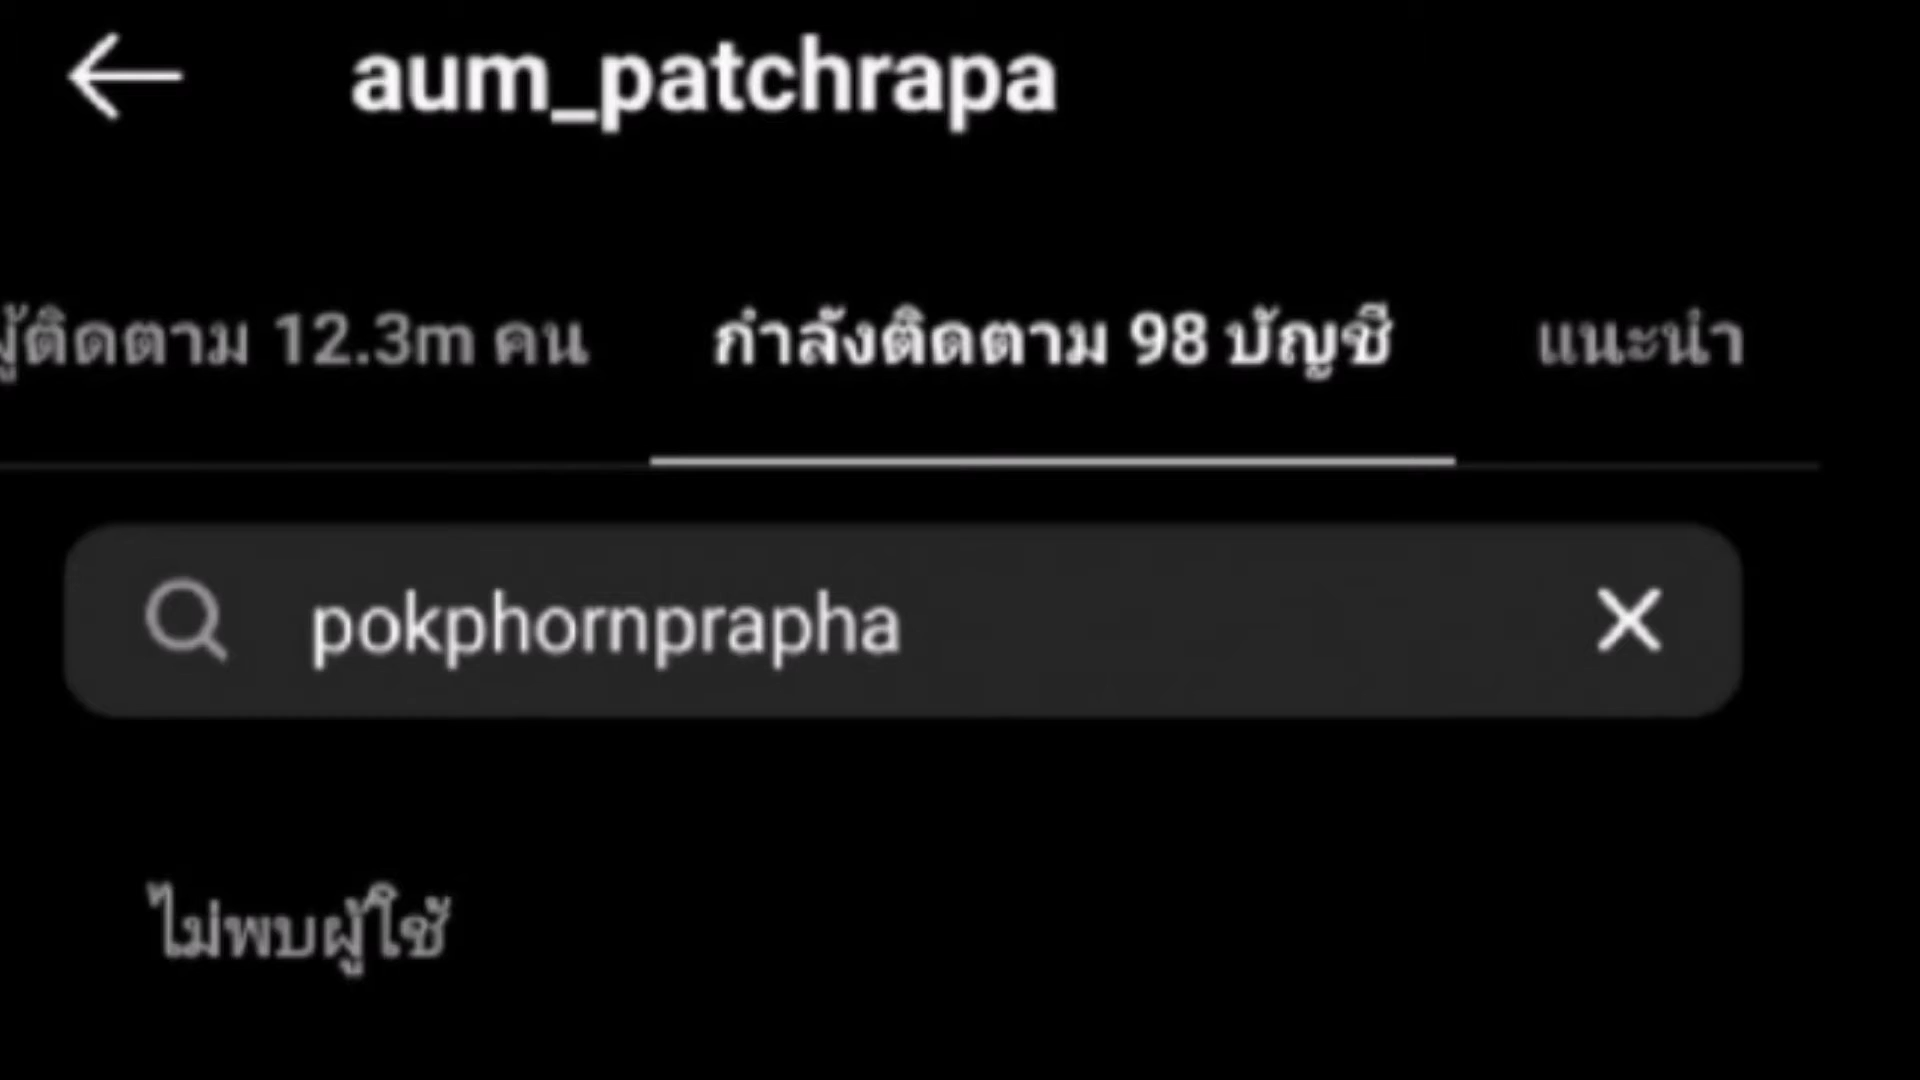 aum_patchrapa
ผู้ติดตาม 12.3m คน กำลังติดตาม 98 บัญชี แนะนำ
pokphornprapha
ไม่พบผู้ใช้